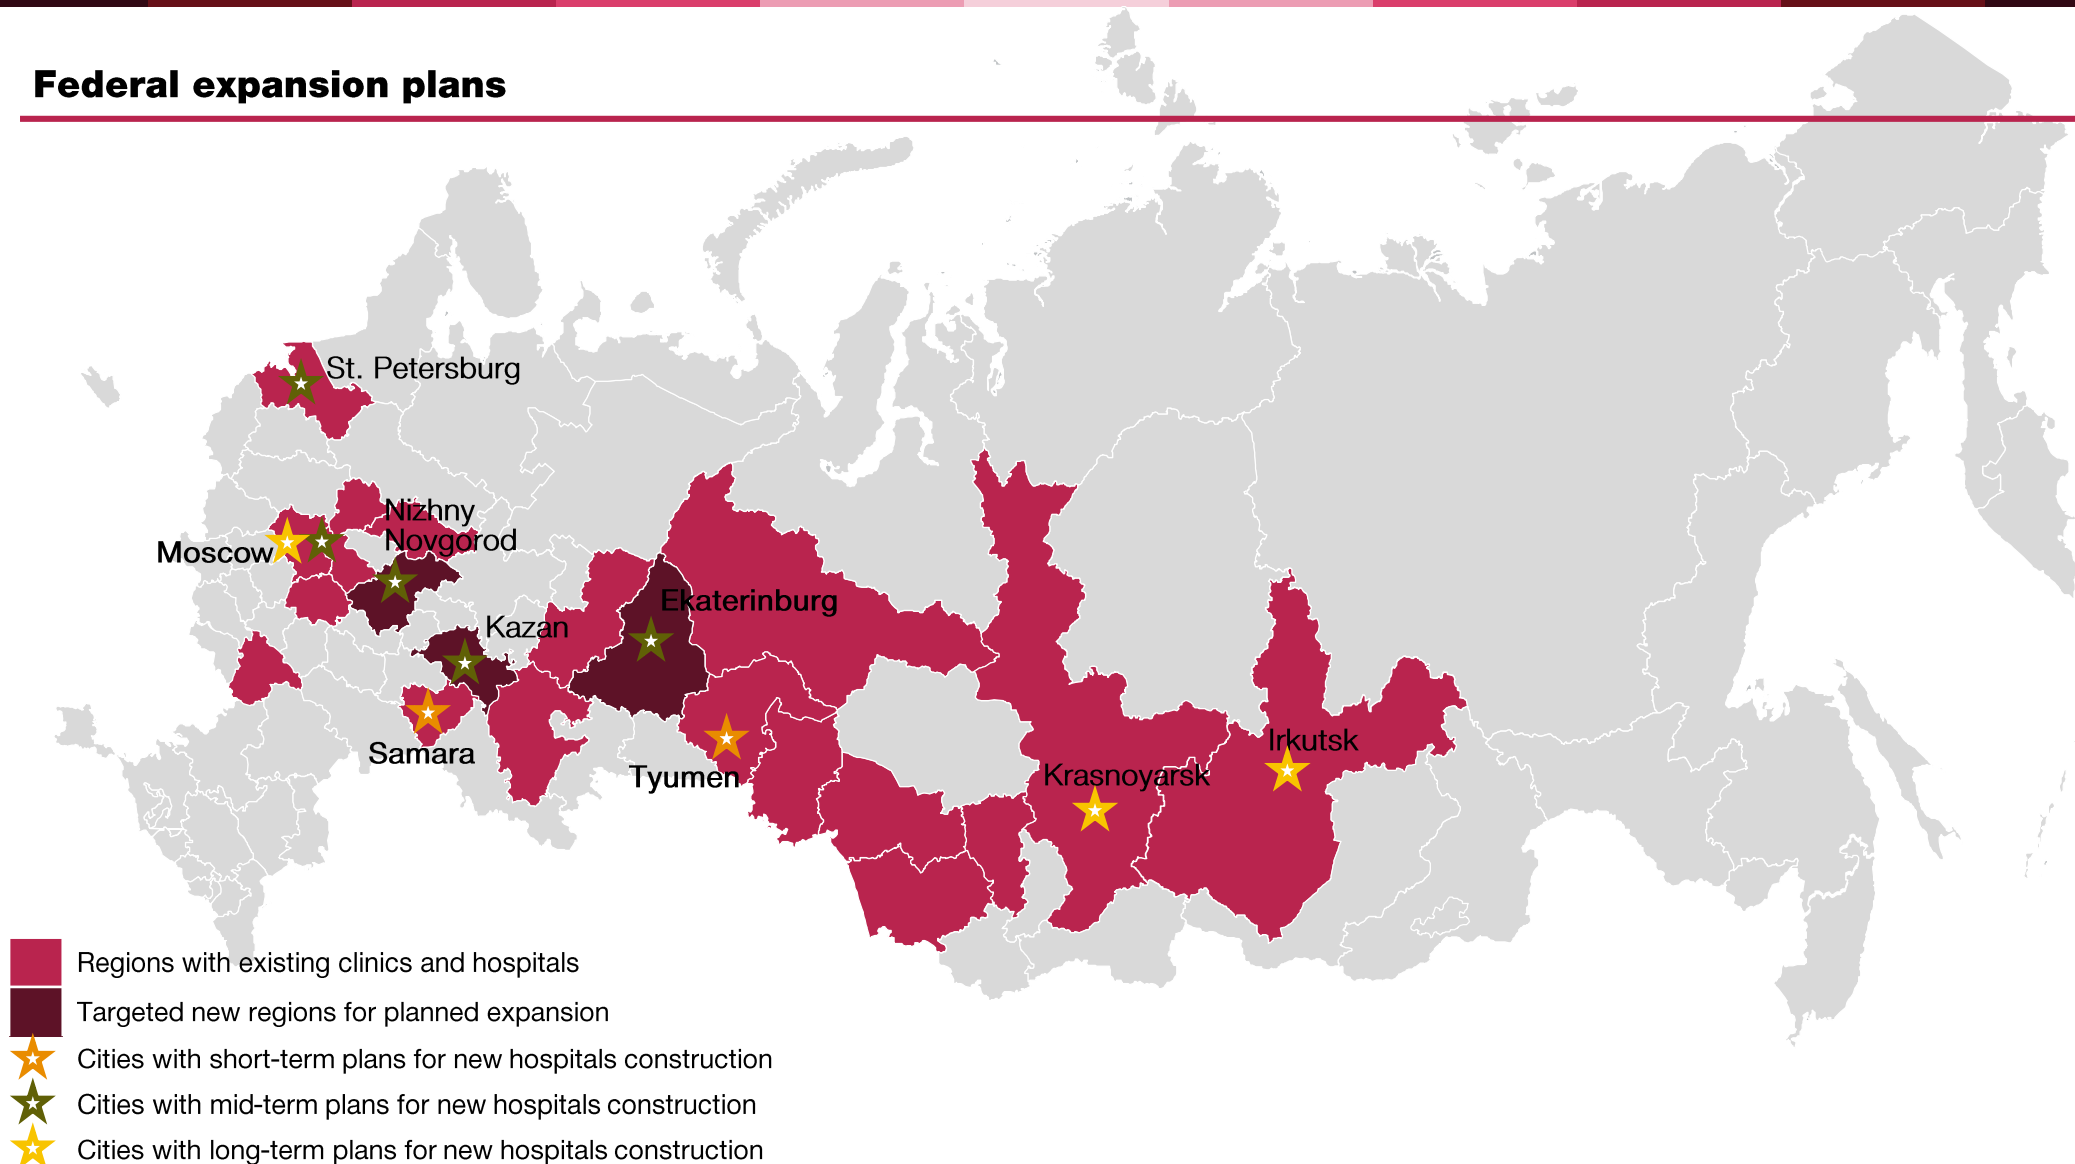 Federal expansion plans
St. Petersburg
Nizhny
Novgorod
Moscow
Ekaterinburg
Kazan
Samara
Tyumen
Irkutsk
Krasnoyarsk
Regions with existing clinics and hospitals
Targeted new regions for planned expansion
Cities with short-term plans for new hospitals construction
Cities with mid-term plans for new hospitals construction
Cities with long-term plans for new hospitals construction